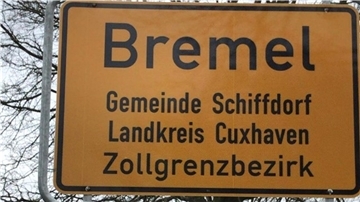 Bremel
Gemeinde Schiffdorf
Landkreis Cuxhaven
Zollgrenzbezirk